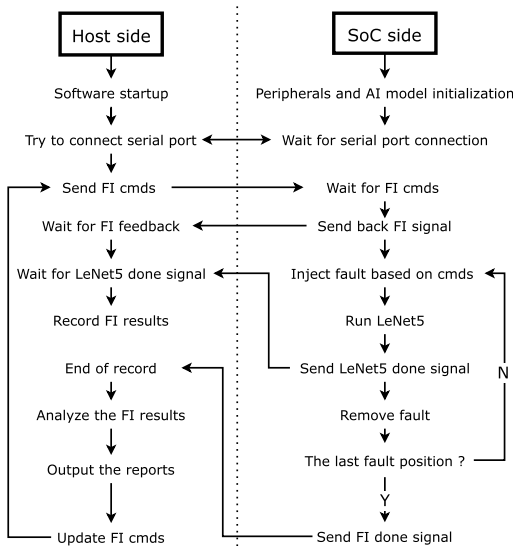 Host side
SoC side
Software startup
Peripherals and AI model initialization
Try to connect serial port
Wait for serial port connection
Send FI cmds
Wait for FI cmds
Wait for FI feedback
Send back FI signal
Wait for LeNet5 done signal
Inject fault based on cmds
Record FI results
Run LeNet5
End of record
Send LeNet5 done signal
N
Analyze the FI results
Remove fault
Output the reports
The last fault position ?
Y
Update FI cmds
Send FI done signal